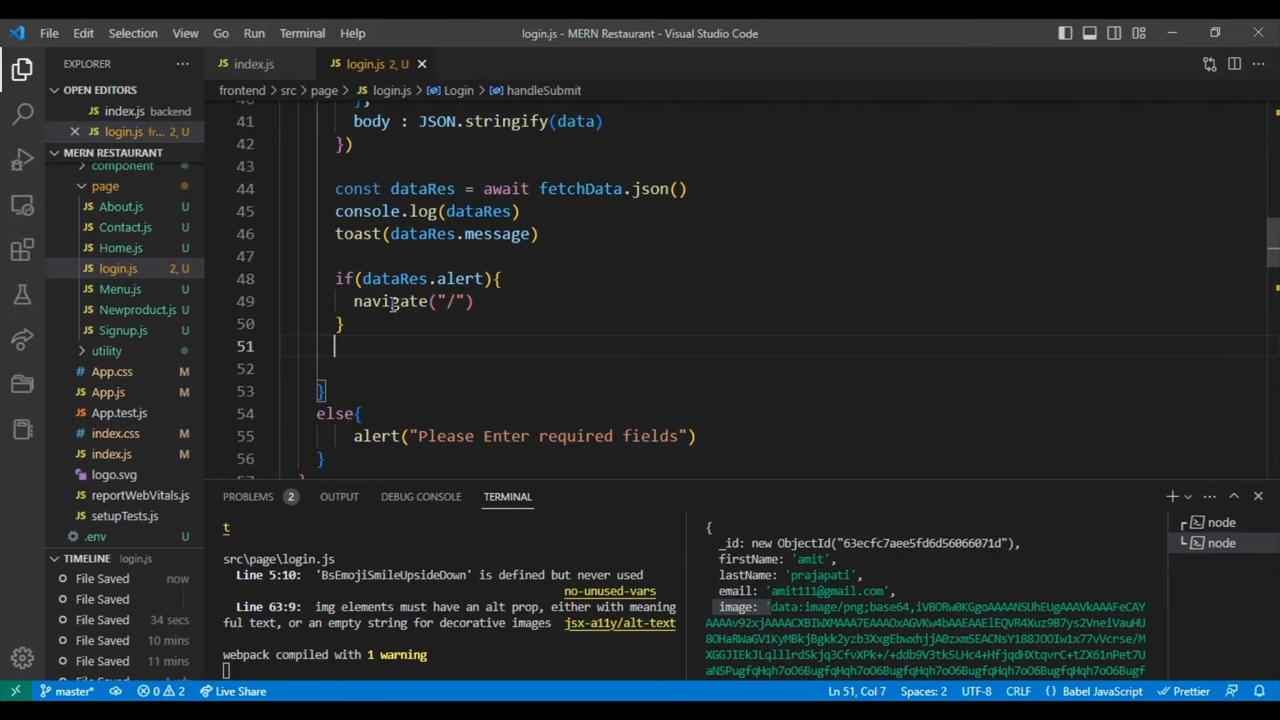 File Edit Selection View Go Run Terminal Help
login.js - MERN Restaurant - Visual Studio Code
EXPLORER
OPEN EDITORS
index.js backend
login.js fr... 2, U
MERN RESTAURANT
component
page
About.js U
Contact.js U
Home.js U
login.js 2, U
Menu.js U
Newproduct.js U
Signup.js U
utility
App.css M
App.js M
App.test.js
index.css M
index.js M
logo.svg
reportWebVitals.js
setupTests.js
.env U
TIMELINE login.js
File Saved now
File Saved
File Saved 34 secs
File Saved 10 mins
File Saved 11 mins
index.js
login.js 2, U
frontend > src > page > login.js > Login > handleSubmit
41 body : JSON.stringify(data)
42 })
43
44 const dataRes = await fetchData.json()
45 console.log(dataRes)
46 toast(dataRes.message)
47
48 if(dataRes.alert){
49 navigate("/")
50 }
51
52
53 }
54 else{
55 alert("Please Enter required fields")
56 }
PROBLEMS 2 OUTPUT DEBUG CONSOLE TERMINAL
t
src\page\login.js
Line 5:10: 'BsEmojiSmileUpsideDown' is defined but never used
no-unused-vars
Line 63:9: img elements must have an alt prop, either with meaning
ful text, or an empty string for decorative images jsx-a11y/alt-text
webpack compiled with 1 warning
{
_id: new ObjectId("63ecfc7aee5fd6d56066071d"),
firstName: 'amit',
lastName: 'prajapati',
email: 'amit111@gmail.com',
image: 'data:image/png;base64,
node
node
master* 0 2 Live Share
Ln 51, Col 7 Spaces: 2 UTF-8 CRLF {} Babel JavaScript Prettier